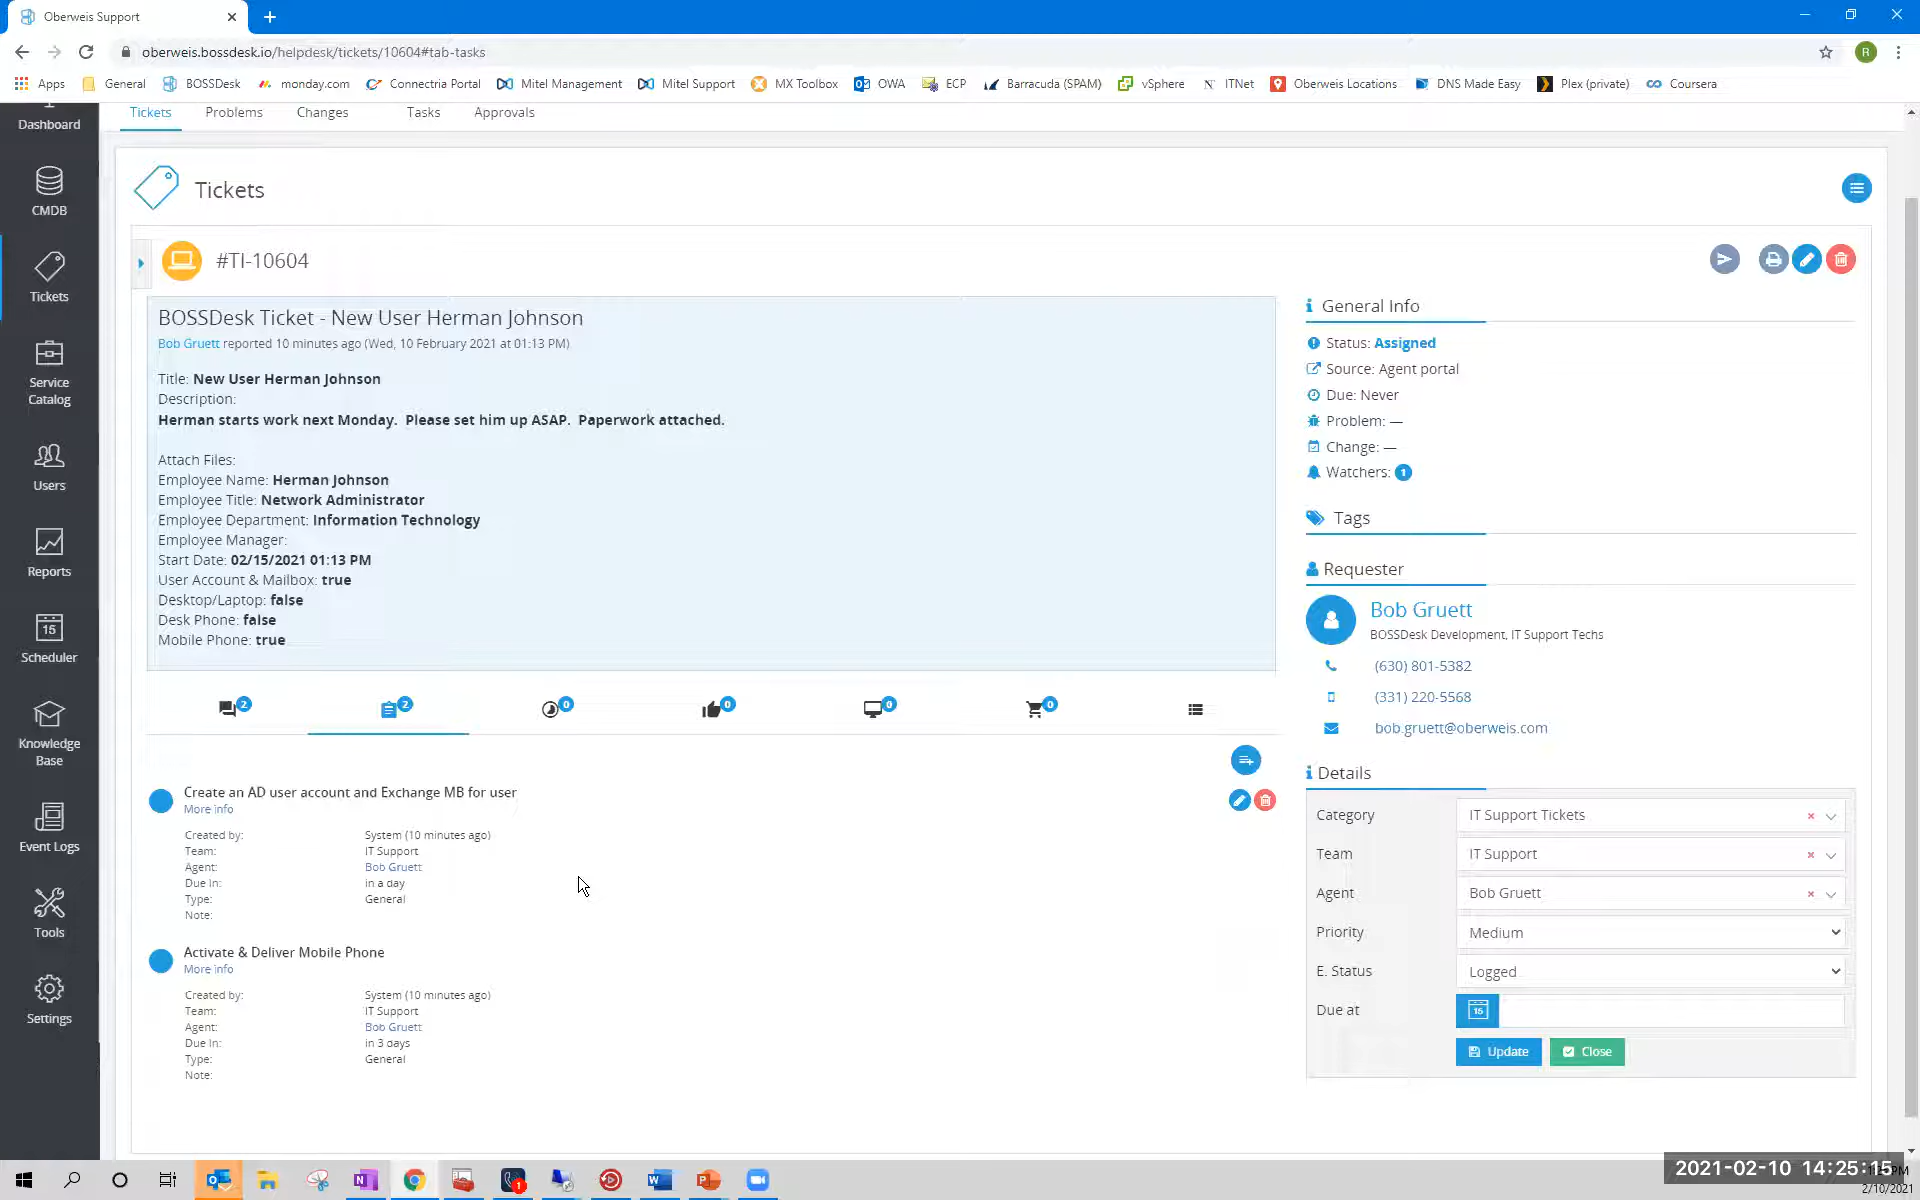 Oberweis Support
oberweis.bossdesk.io/helpdesk/tickets/10604#tab-tasks
R
Apps General BOSSDesk monday.com Connectria Portal Mitel Management Mitel Support MX Toolbox OWA ECP Barracuda (SPAM) vSphere ITNet Oberweis Locations DNS Made Easy Plex (private) Coursera
Dashboard
CMDB
Tickets
Service
Catalog
Users
Reports
15
Scheduler
Knowledge
Base
Event Logs
Tools
Settings
Tickets Problems Changes Tasks Approvals
Tickets
#TI-10604
BOSSDesk Ticket - New User Herman Johnson
Bob Gruett reported 10 minutes ago (Wed, 10 February 2021 at 01:13 PM)
Title: New User Herman Johnson
Description:
Herman starts work next Monday. Please set him up ASAP. Paperwork attached.
Attach Files:
Employee Name: Herman Johnson
Employee Title: Network Administrator
Employee Department: Information Technology
Employee Manager:
Start Date: 02/15/2021 01:13 PM
User Account & Mailbox: true
Desktop/Laptop: false
Desk Phone: false
Mobile Phone: true
2 2 0 0 0 0
Create an AD user account and Exchange MB for user
More info
Created by: System (10 minutes ago)
Team: IT Support
Agent: Bob Gruett
Due In: in a day
Type: General
Note:
Activate & Deliver Mobile Phone
More info
Created by: System (10 minutes ago)
Team: IT Support
Agent: Bob Gruett
Due In: in 3 days
Type: General
Note:
General Info
Status: Assigned
Source: Agent portal
Due: Never
Problem: —
Change: —
Watchers: 1
Tags
Requester
Bob Gruett
BOSSDesk Development, IT Support Techs
(630) 801-5382
(331) 220-5568
bob.gruett@oberweis.com
Details
Category IT Support Tickets
Team IT Support
Agent Bob Gruett
Priority Medium
E. Status Logged
Due at 15
Update Close
1
2021-02-10 14:25:15
2/10/2021